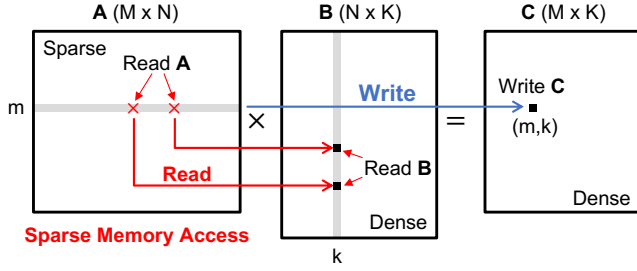 A (M x N)
B (N x K)
C (M x K)
Sparse
Read A
Write
Write C
m
×
=
(m,k)
Read
Read B
Dense
Dense
Sparse Memory Access
k